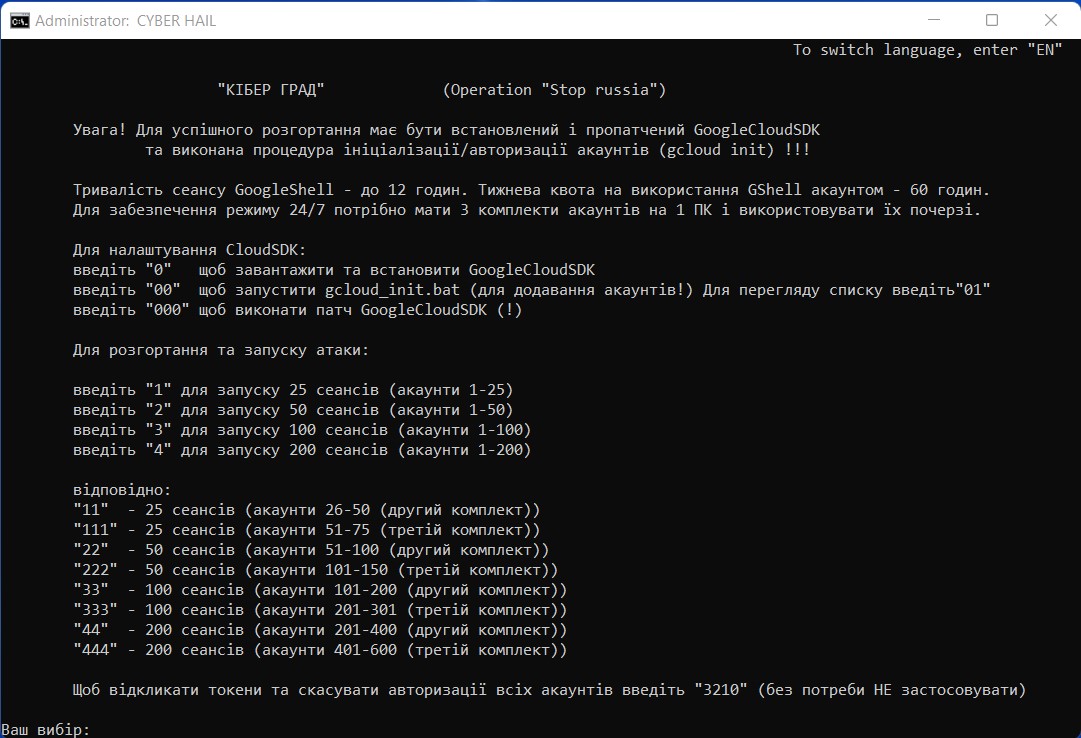 Administrator: CYBER HAIL
To switch language, enter "EN"
"КІБЕР ГРАД" (Operation "Stop russia")
Увага! Для успішного розгортання має бути встановлений і пропатчений GoogleCloudSDK
та виконана процедура ініціалізації/авторизації акаунтів (gcloud init) !!!
Тривалість сеансу GoogleShell - до 12 годин. Тижнева квота на використання GShell акаунтом - 60 годин.
Для забезпечення режиму 24/7 потрібно мати 3 комплекти акаунтів на 1 ПК і використовувати їх почерзі.
Для налаштування CloudSDK:
введіть "0" щоб завантажити та встановити GoogleCloudSDK
введіть "00" щоб запустити gcloud_init.bat (для додавання акаунтів!) Для перегляду списку введіть"01"
введіть "000" щоб виконати патч GoogleCloudSDK (!)
Для розгортання та запуску атаки:
введіть "1" для запуску 25 сеансів (акаунти 1-25)
введіть "2" для запуску 50 сеансів (акаунти 1-50)
введіть "3" для запуску 100 сеансів (акаунти 1-100)
введіть "4" для запуску 200 сеансів (акаунти 1-200)
відповідно:
"11" - 25 сеансів (акаунти 26-50 (другий комплект))
"111" - 25 сеансів (акаунти 51-75 (третій комплект))
"22" - 50 сеансів (акаунти 51-100 (другий комплект))
"222" - 50 сеансів (акаунти 101-150 (третій комплект))
"33" - 100 сеансів (акаунти 101-200 (другий комплект))
"333" - 100 сеансів (акаунти 201-301 (третій комплект))
"44" - 200 сеансів (акаунти 201-400 (другий комплект))
"444" - 200 сеансів (акаунти 401-600 (третій комплект))
Щоб відкликати токени та скасувати авторизації всіх акаунтів введіть "3210" (без потреби НЕ застосовувати)
Ваш вибір: